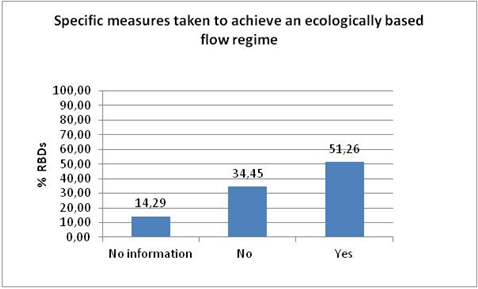 Specific measures taken to achieve an ecologically based
flow regime
% RBDs
100,00
90,00
80,00
70,00
60,00
50,00
40,00
30,00
20,00
10,00
0,00
14,29
34,45
51,26
No information
No
Yes